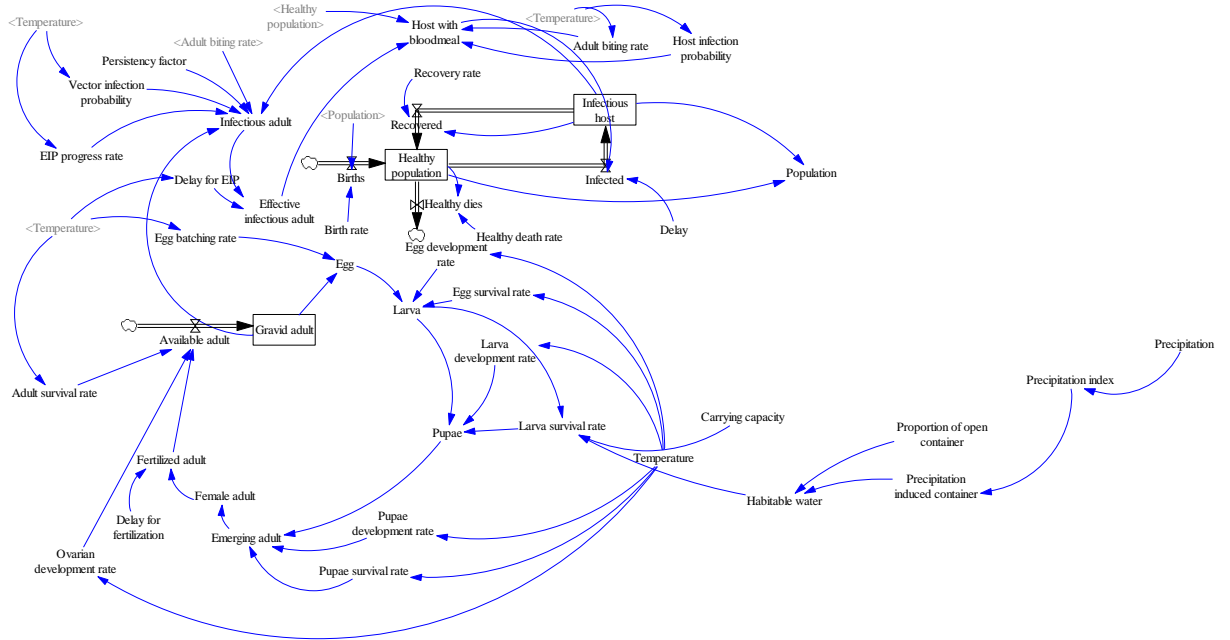 <Healthy
population>
<Temperature>
<Temperature>
Host with
bloodmeal
Adult biting rate
Host infection
probability
<Adult biting rate>
Persistency factor
Vector infection
probability
Recovery rate
Infectious
host
<Population>
Infectious adult
Recovered
EIP progress rate
Healthy
population
Births
Infected
Population
Delay for EIP
Effective
infectious adult
Healthy dies
<Temperature>
Birth rate
Delay
Egg batching rate
Healthy death rate
Egg development
rate
Egg
Egg survival rate
Larva
Gravid adult
Available adult
Larva
development rate
Precipitation
Precipitation index
Adult survival rate
Carrying capacity
Larva survival rate
Pupae
Proportion of open
container
Temperature
Fertilized adult
Precipitation
induced container
Habitable water
Female adult
Delay for
fertilization
Pupae
development rate
Emerging adult
Ovarian
development rate
Pupae survival rate